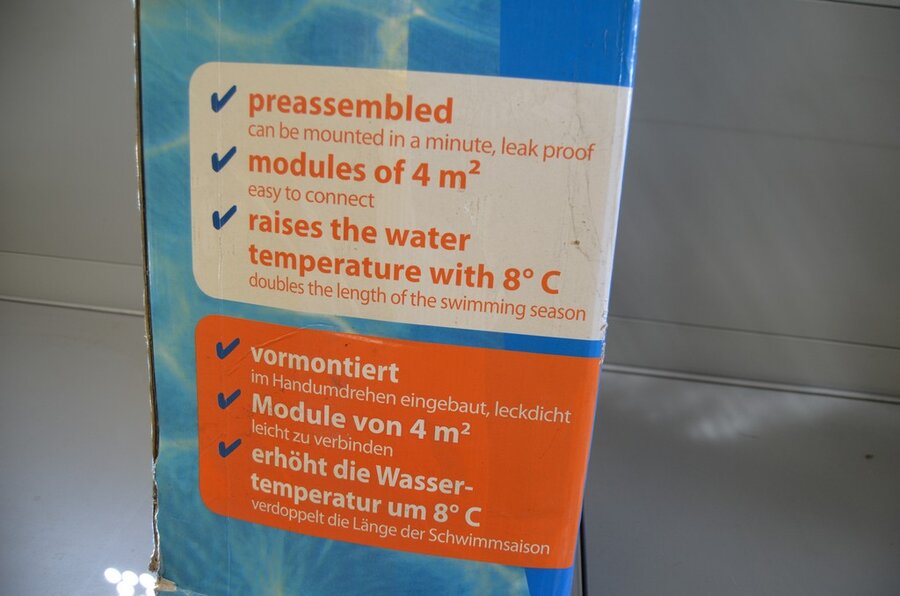 preassembled
can be mounted in a minute, leak proof
modules of 4 m²
easy to connect
raises the water
temperature with 8° C
doubles the length of the swimming season
vormontiert
im Handumdrehen eingebaut, leckdicht
Module von 4 m²
leicht zu verbinden
erhöht die Wasser-
temperatur um 8° C
verdoppelt die Länge der Schwimmsaison